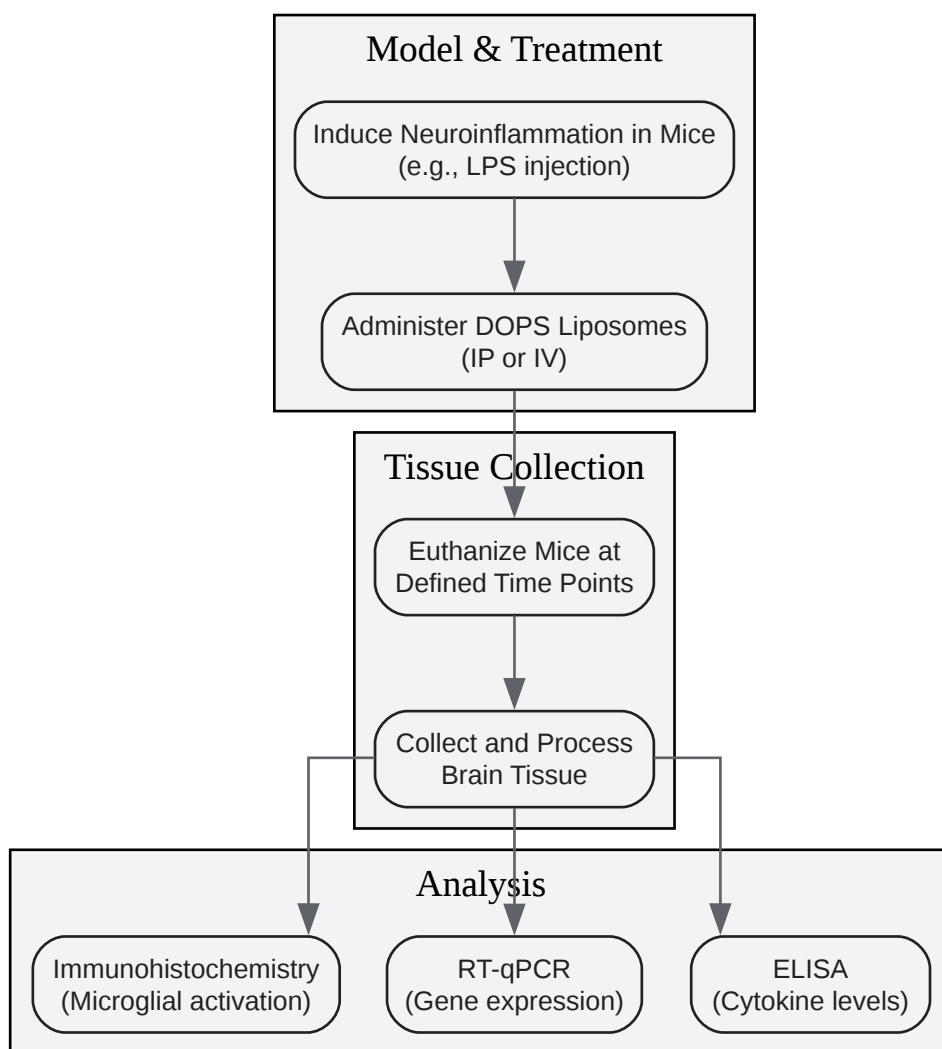 Model & Treatment
Induce Neuroinflammation in Mice
(e.g., LPS injection)
Administer DOPS Liposomes
(IP or IV)
Tissue Collection
Euthanize Mice at
Defined Time Points
Collect and Process
Brain Tissue
Analysis
Immunohistochemistry
(Microglial activation)
RT-qPCR
(Gene expression)
ELISA
(Cytokine levels)